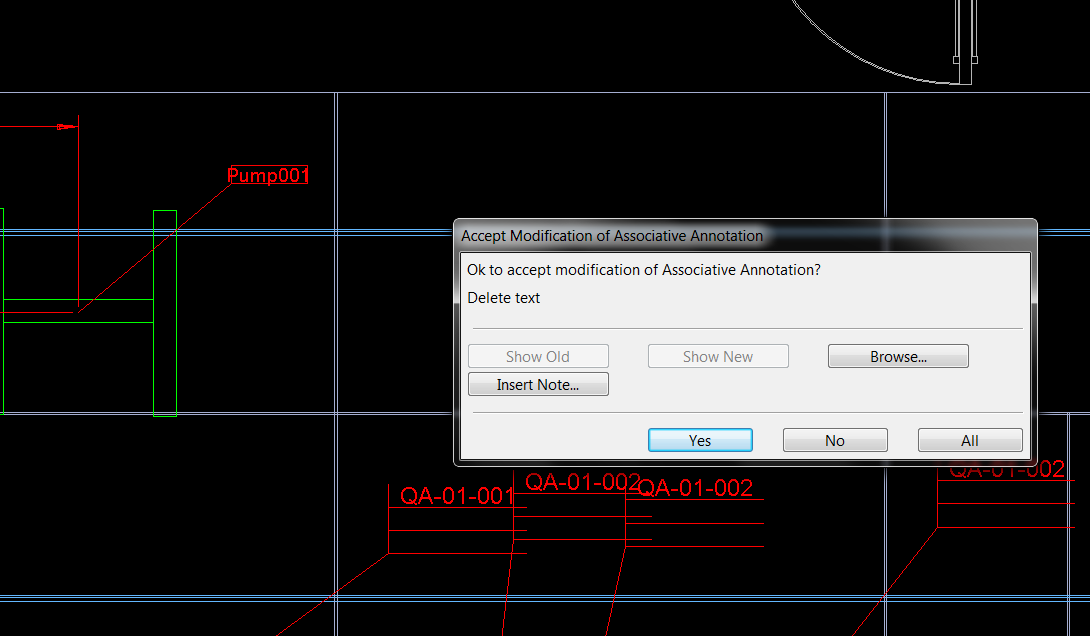 Pump001
Accept Modification of Associative Annotation
Ok to accept modification of Associative Annotation?
Delete text
Show Old
Show New
Browse...
Insert Note...
Yes
No
All
QA-01-001
QA-01-002
QA-01-002
QA-01-002